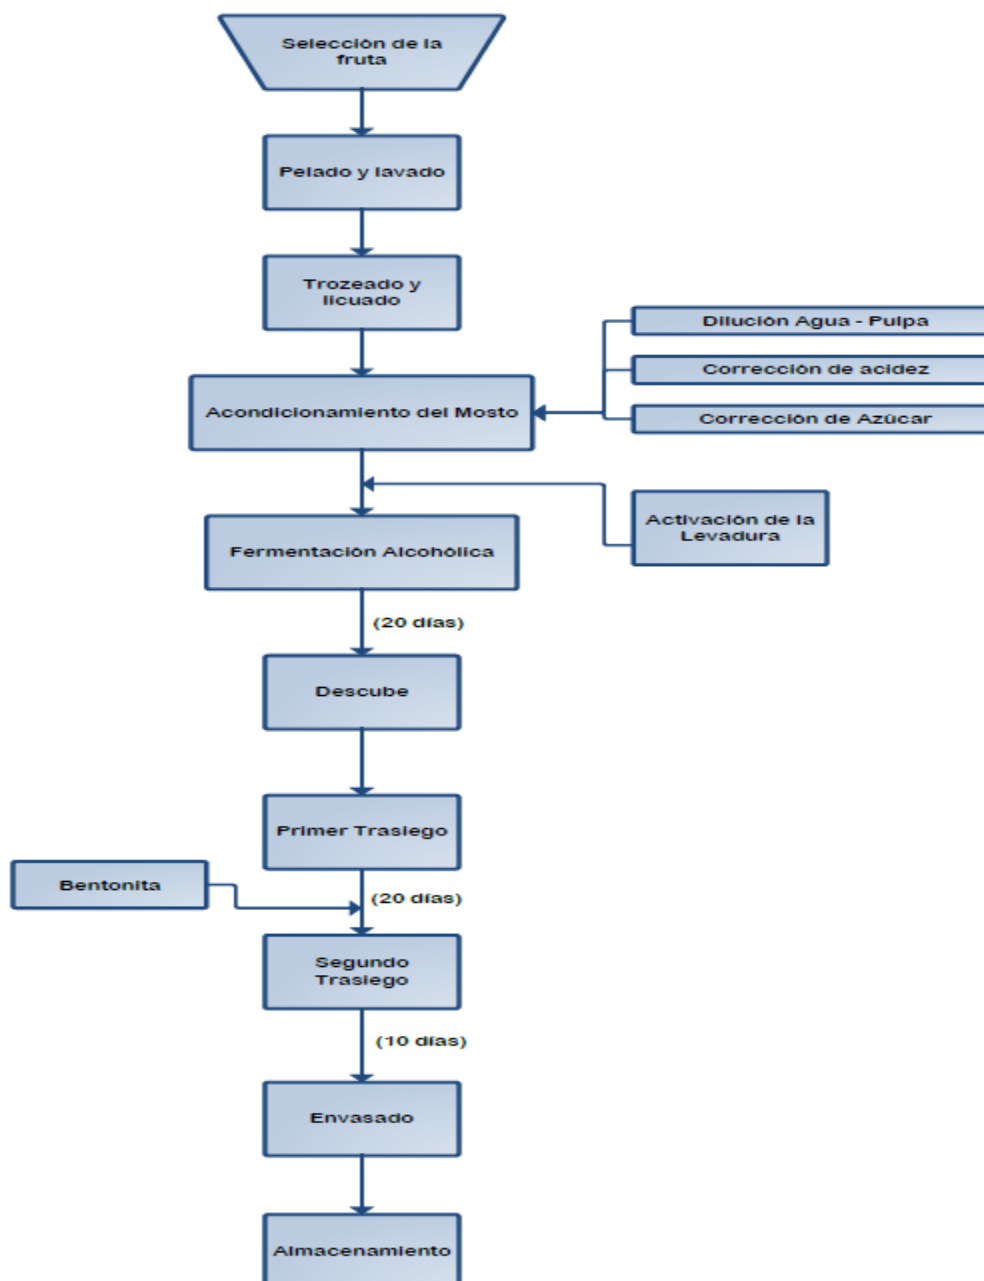 Selección de la
fruta
Pelado y lavado
Trozeado y
licuado
Dilución Agua - Pulpa
Corrección de acidez
Corrección de Azúcar
Acondicionamiento del Mosto
Activación de la
Levadura
Fermentación Alcohólica
(20 días)
Descube
Primer Trasiego
Bentonita
(20 días)
Segundo
Trasiego
(10 días)
Envasado
Almacenamiento